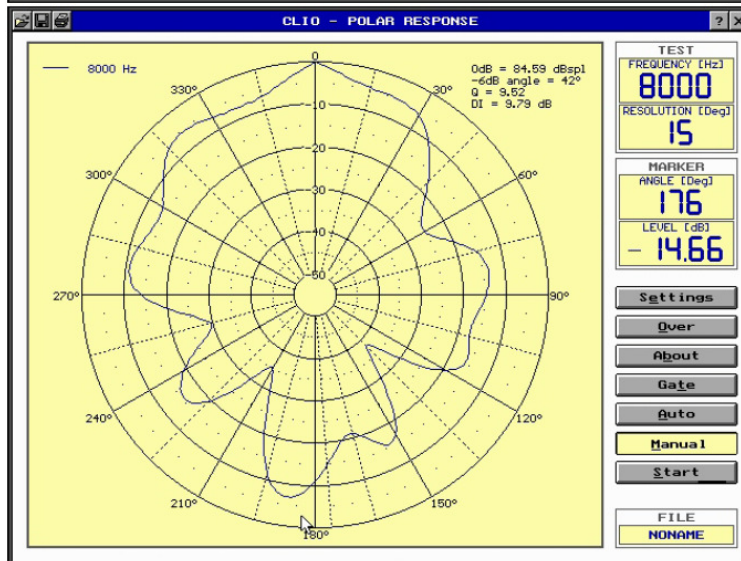 CLIO - POLAR RESPONSE
? X
8000 Hz
0dB = 84.59 dBspl
-6dB angle = 42°
Q = 9.52
DI = 9.79 dB
0
330°
30°
-10
-20
300°
60°
-30
-40
-50
270°
90°
240°
120°
210°
150°
180°
TEST
FREQUENCY [Hz]
8000
RESOLUTION [Deg]
15
MARKER
ANGLE [Deg]
176
LEVEL [dB]
- 14.66
Settings
Over
About
Gate
Auto
Manual
Start
FILE
NONAME